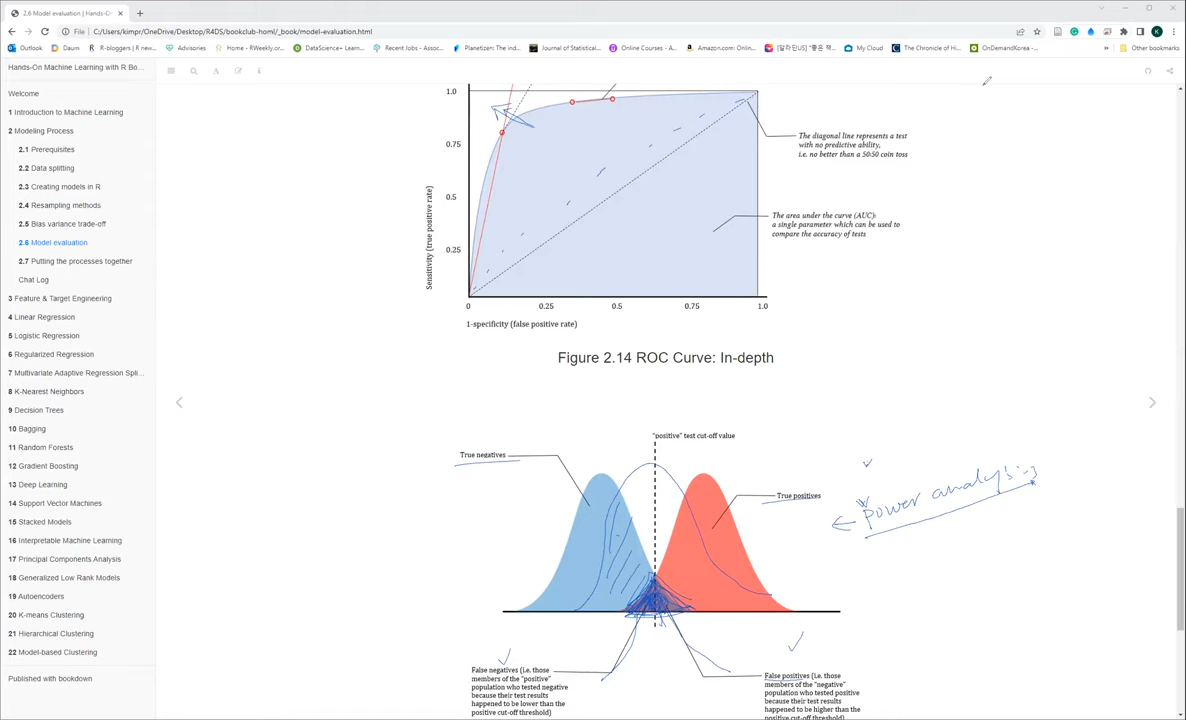 2.6 Model evaluation | Hands-O
File
C:/Users/kimpr/OneDrive/Desktop/R4DS/bookclub-homl/_book/model-evaluation.html
Outlook
Daum
R-bloggers | R new...
Advisories
Home - RWeekly.or...
DataScience+ Learn...
Recent Jobs - Assoc...
Planetizen: The ind...
Journal of Statistical...
Online Courses - A...
Amazon.com: Onlin...
My Cloud
The Chronicle of Hi...
OnDemandKorea -...
Other bookmarks
Hands-On Machine Learning with R Bo...
Welcome
1 Introduction to Machine Learning
2 Modeling Process
2.1 Prerequisites
2.2 Data splitting
2.3 Creating models in R
2.4 Resampling methods
2.5 Bias variance trade-off
2.6 Model evaluation
2.7 Putting the processes together
Chat Log
3 Feature & Target Engineering
4 Linear Regression
5 Logistic Regression
6 Regularized Regression
7 Multivariate Adaptive Regression Spli...
8 K-Nearest Neighbors
9 Decision Trees
10 Bagging
11 Random Forests
12 Gradient Boosting
13 Deep Learning
14 Support Vector Machines
15 Stacked Models
16 Interpretable Machine Learning
17 Principal Components Analysis
18 Generalized Low Rank Models
19 Autoencoders
20 K-means Clustering
21 Hierarchical Clustering
22 Model-based Clustering
Published with bookdown
A
i
1.0
0.75
0.5
0.25
Sensitivity (true positive rate)
0
0.25
0.5
0.75
1.0
1-specificity (false positive rate)
The diagonal line represents a test
with no predictive ability,
i.e. no better than a 50:50 coin toss
The area under the curve (AUC):
a single parameter which can be used to
compare the accuracy of tests
Figure 2.14 ROC Curve: In-depth
"positive" test cut-off value
True negatives
True positives
power analysis
False negatives (i.e. those
members of the "positive"
population who tested negative
because their test results
happened to be lower than the
positive cut-off threshold)
False positives (i.e. those
members of the "negative"
population who tested positive
because their test results
happened to be higher than the
positive cut-off threshold)